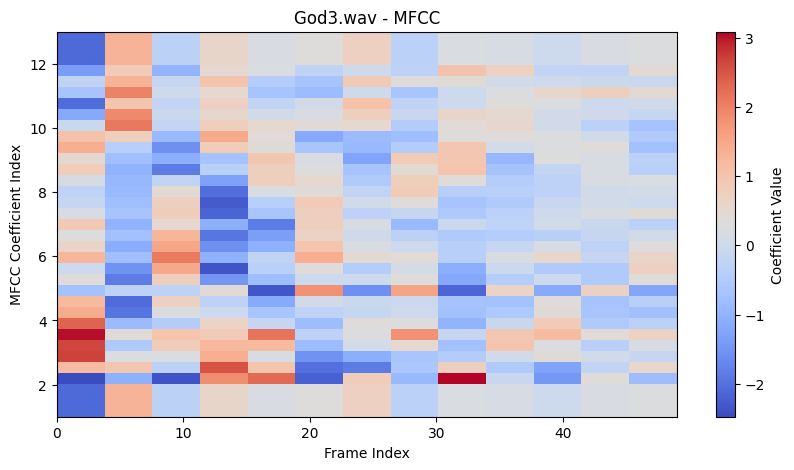 God3.wav - MFCC
MFCC Coefficient Index
12
10
8
6
4
2
0 10 20 30 40
Frame Index
3
2
1
0
−1
−2
Coefficient Value